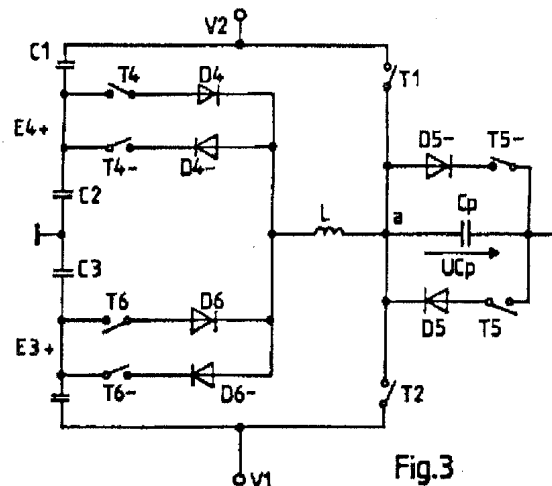 V2
C1
T4
D4
T1
E4+
T4-
D4-
D5-
T5-
C2
L
a
Cp
UCp
C3
T6
D6
D5
T5
E3+
T6-
D6-
T2
V1
Fig.3